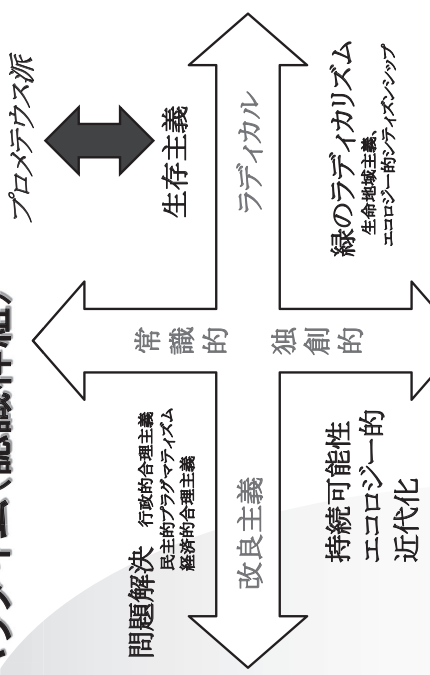 (認識枠組)
問題解決 行政的合理主義
民主的プラグマティズム
経済的合理主義
常識的
生存主義
プロメテウス派
改良主義
ラディカル
独創的
持続可能性
エコロジー的
近代化
緑のラディカリズム
生命地域主義、
エコロジー的シティズンシップ